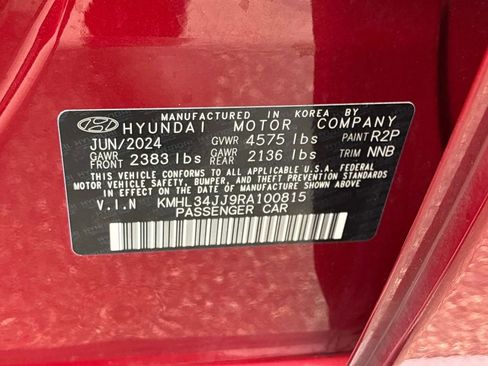 MANUFACTURED IN KOREA BY
HYUNDAI MOTOR COMPANY
JUN/2024 GVWR 4575 lbs PAINT R2P
GAWR FRONT 2383 lbs GAWR REAR 2136 lbs TRIM NNB
THIS VEHICLE CONFORMS TO ALL APPLICABLE U.S.A. FEDERAL
MOTOR VEHICLE SAFETY, BUMPER, AND THEFT PREVENTION
STANDARDS IN EFFECT ON THE DATE OF MANUFACTURE SHOWN ABOVE.
V.I.N KMHL34JJ9RA100815
PASSENGER CAR